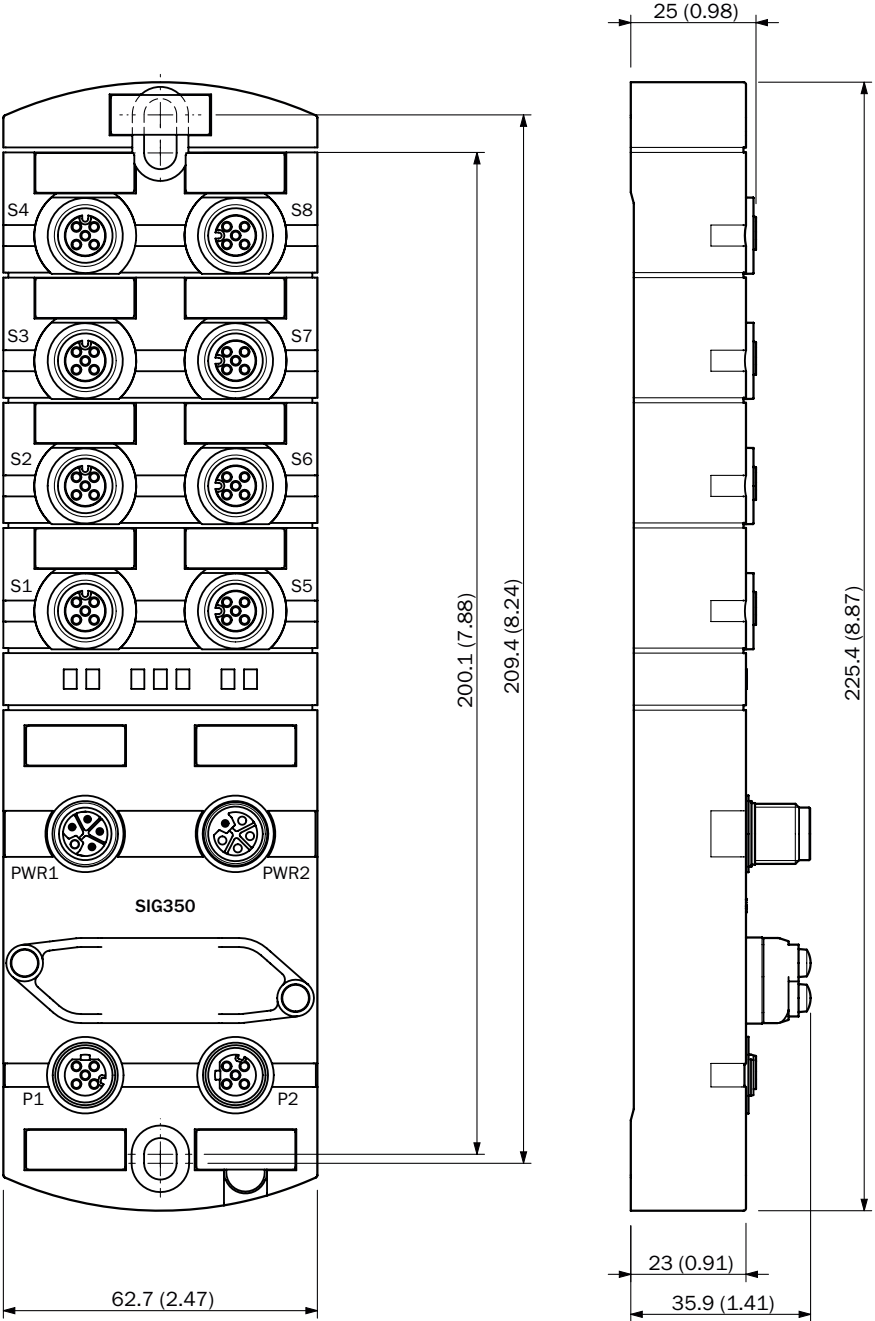 25 (0.98)
S4
S8
S3
S7
S2
S6
S1
S5
200.1 (7.88)
209.4 (8.24)
225.4 (8.87)
PWR1
PWR2
SIG350
P1
P2
62.7 (2.47)
23 (0.91)
35.9 (1.41)